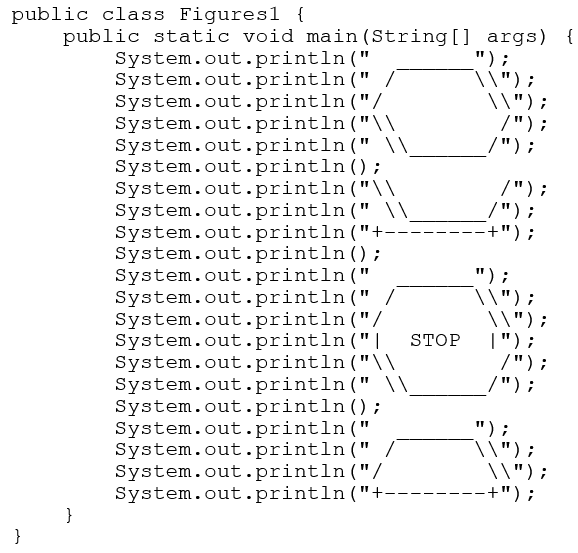 public class Figures1 {
    public static void main(String[] args) {
        System.out.println("  ______");
        System.out.println(" /      \\");
        System.out.println("/        \\");
        System.out.println("\\        /");
        System.out.println(" \\______/");
        System.out.println();
        System.out.println("\\        /");
        System.out.println(" \\______/");
        System.out.println("+--------+");
        System.out.println();
        System.out.println("  ______");
        System.out.println(" /      \\");
        System.out.println("/        \\");
        System.out.println("|  STOP  |");
        System.out.println("\\        /");
        System.out.println(" \\______/");
        System.out.println();
        System.out.println("  ______");
        System.out.println(" /      \\");
        System.out.println("/        \\");
        System.out.println("+--------+");
    }
}